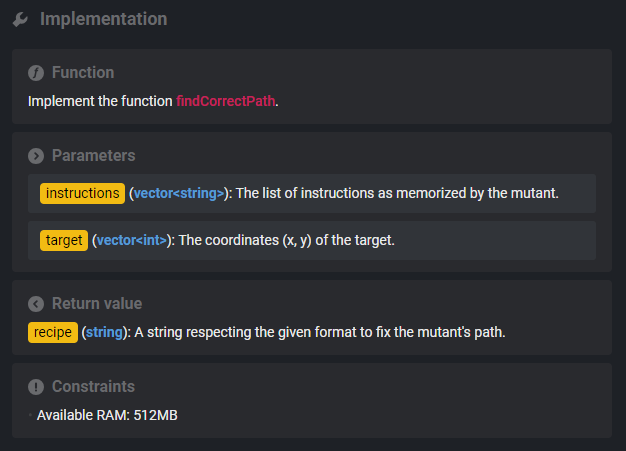 Implementation
Function
Implement the function findCorrectPath.
Parameters
instructions (vector<string>): The list of instructions as memorized by the mutant.
target (vector<int>): The coordinates (x, y) of the target.
Return value
recipe (string): A string respecting the given format to fix the mutant's path.
Constraints
Available RAM: 512MB